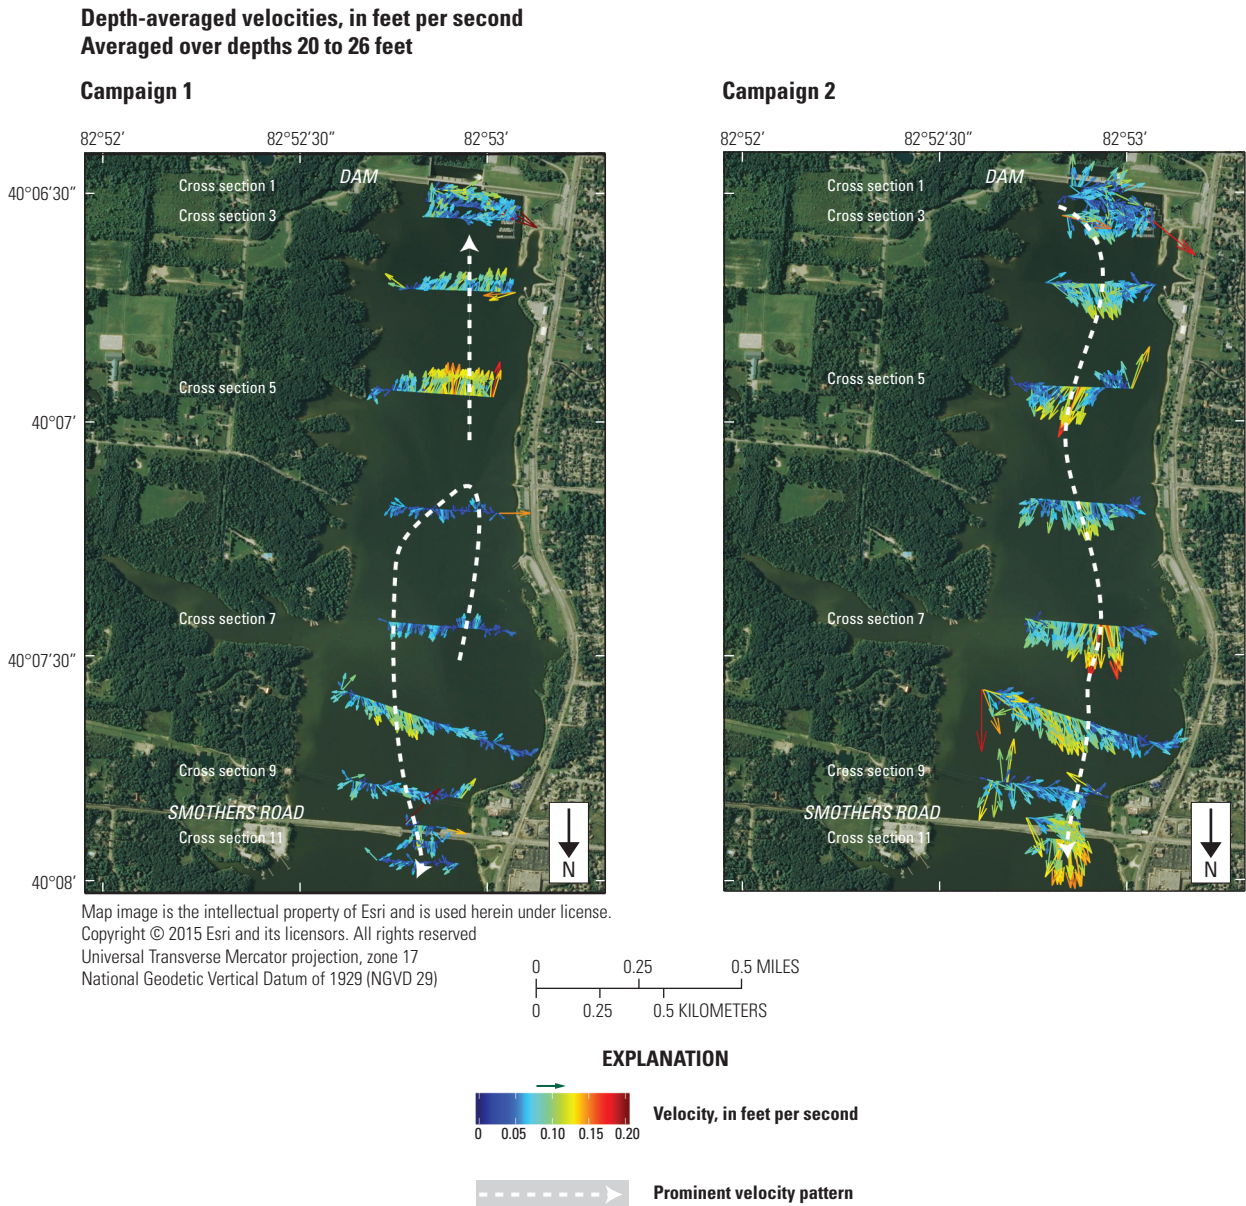 Depth-averaged velocities, in feet per second
Averaged over depths 20 to 26 feet
Campaign 1
82°52′ 82°52′30″ 82°53′
40°06′30″
40°07′
40°07′30″
40°08′
DAM
Cross section 1
Cross section 3
Cross section 5
Cross section 7
Cross section 9
SMOTHERS ROAD
Cross section 11
N
Campaign 2
82°52′ 82°52′30″ 82°53′
DAM
Cross section 1
Cross section 3
Cross section 5
Cross section 7
Cross section 9
SMOTHERS ROAD
Cross section 11
N
Map image is the intellectual property of Esri and is used herein under license.
Copyright © 2015 Esri and its licensors. All rights reserved
Universal Transverse Mercator projection, zone 17
National Geodetic Vertical Datum of 1929 (NGVD 29)
0 0.25 0.5 MILES
0 0.25 0.5 KILOMETERS
EXPLANATION
Velocity, in feet per second
0 0.05 0.10 0.15 0.20
Prominent velocity pattern